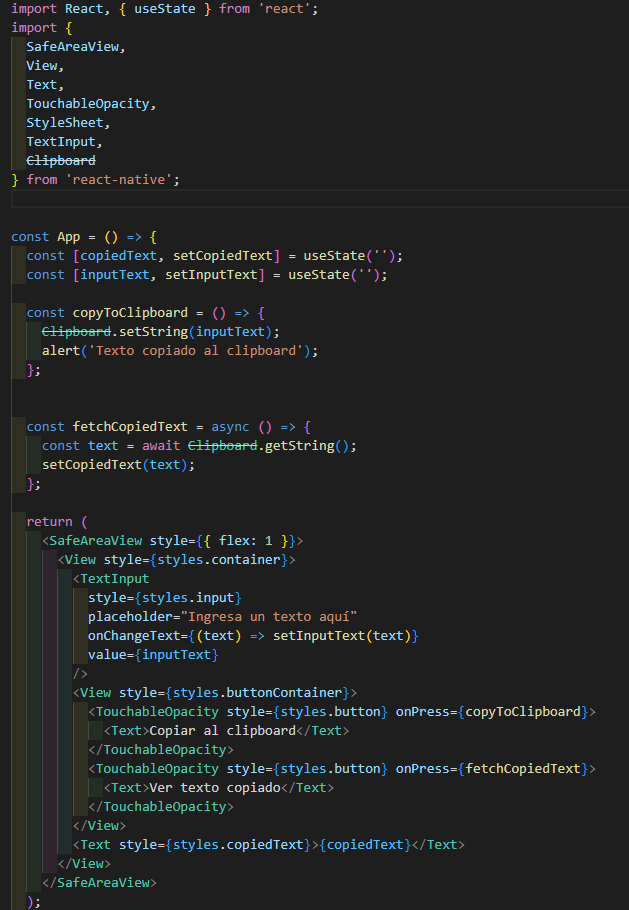 import React, { useState } from 'react';
import {
  SafeAreaView,
  View,
  Text,
  TouchableOpacity,
  StyleSheet,
  TextInput,
  Clipboard
} from 'react-native';

const App = () => {
  const [copiedText, setCopiedText] = useState('');
  const [inputText, setInputText] = useState('');

  const copyToClipboard = () => {
    Clipboard.setString(inputText);
    alert('Texto copiado al clipboard');
  };


  const fetchCopiedText = async () => {
    const text = await Clipboard.getString();
    setCopiedText(text);
  };

  return (
    <SafeAreaView style={{ flex: 1 }}>
      <View style={styles.container}>
        <TextInput
          style={styles.input}
          placeholder="Ingresa un texto aquí"
          onChangeText={(text) => setInputText(text)}
          value={inputText}
        />
        <View style={styles.buttonContainer}>
          <TouchableOpacity style={styles.button} onPress={copyToClipboard}>
            <Text>Copiar al clipboard</Text>
          </TouchableOpacity>
          <TouchableOpacity style={styles.button} onPress={fetchCopiedText}>
            <Text>Ver texto copiado</Text>
          </TouchableOpacity>
        </View>
        <Text style={styles.copiedText}>{copiedText}</Text>
      </View>
    </SafeAreaView>
  );